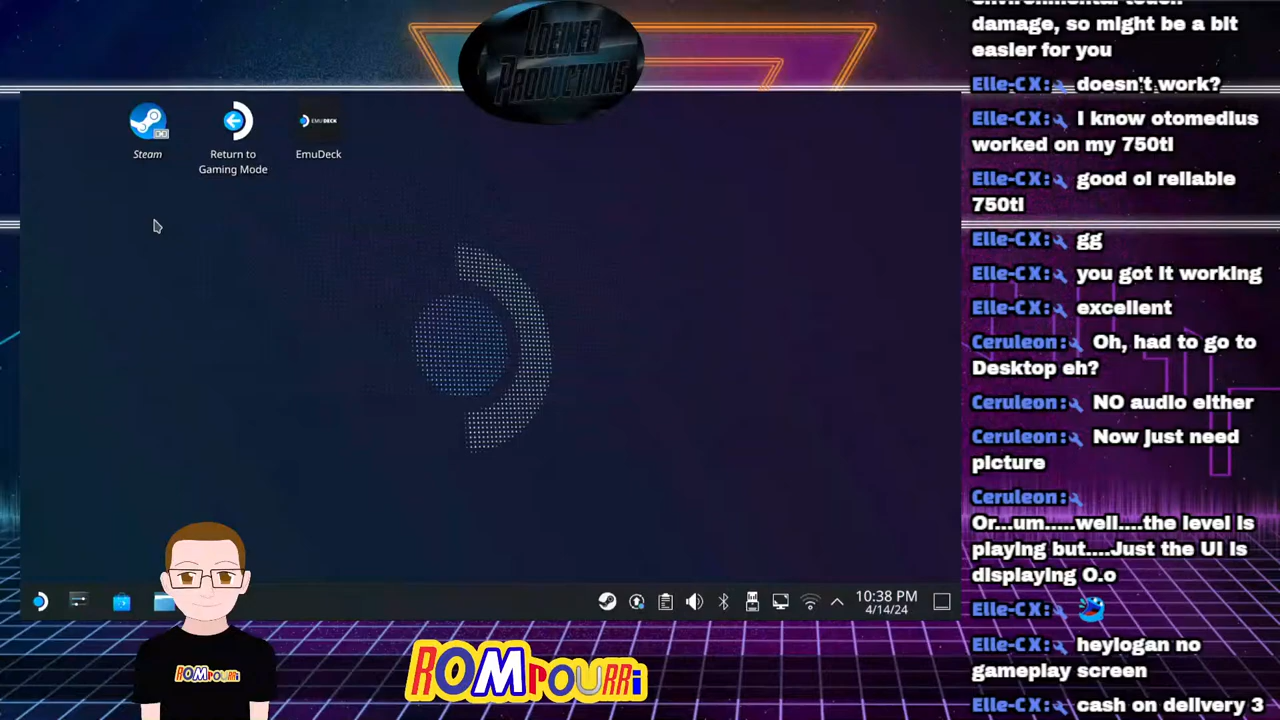 LOEINER
PRODUCTIONS
Steam
Return to
Gaming Mode
EMUDECK
EmuDeck
10:38 PM
4/14/24
ROMPOURRi
ROMPOURRi
damage, so might be a bit
easier for you
Elle-CX: doesn't work?
Elle-CX: I know otomedius
worked on my 750ti
Elle-CX: good ol reliable
750ti
Elle-CX: gg
Elle-CX: you got it working
Elle-CX: excellent
Ceruleon: Oh, had to go to
Desktop eh?
Ceruleon: NO audio either
Ceruleon: Now just need
picture
Ceruleon:
Or...um.....well....the level is
playing but....Just the UI is
displaying O.o
Elle-CX:
Elle-CX: heylogan no
gameplay screen
Elle-CX: cash on delivery 3